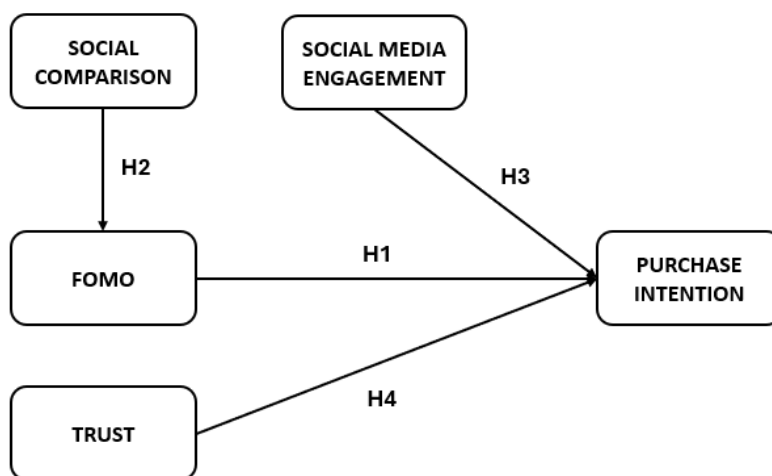 SOCIAL
COMPARISON
SOCIAL MEDIA
ENGAGEMENT
H2
H3
FOMO
H1
PURCHASE
INTENTION
H4
TRUST